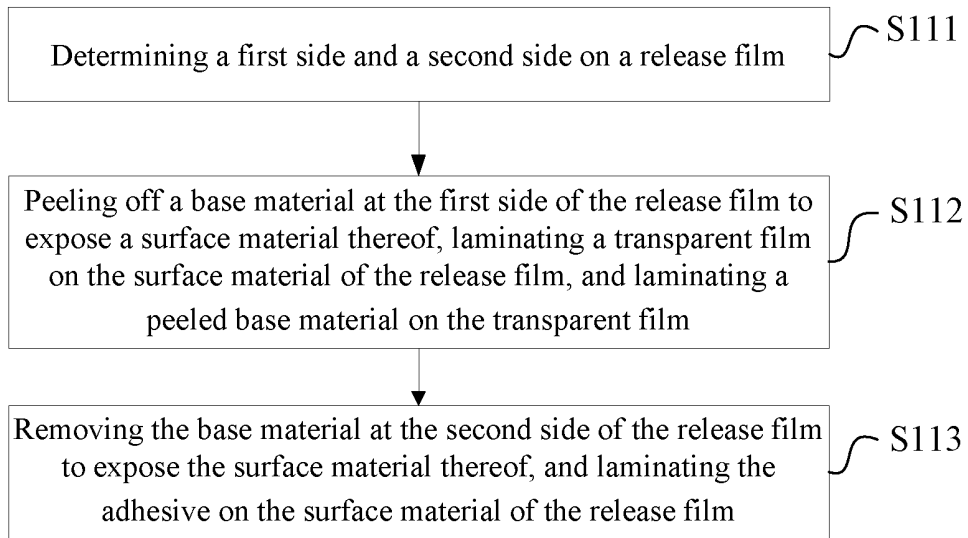 Determining a first side and a second side on a release film
S111
Peeling off a base material at the first side of the release film to
expose a surface material thereof, laminating a transparent film
on the surface material of the release film, and laminating a
peeled base material on the transparent film
S112
Removing the base material at the second side of the release film
to expose the surface material thereof, and laminating the
adhesive on the surface material of the release film
S113